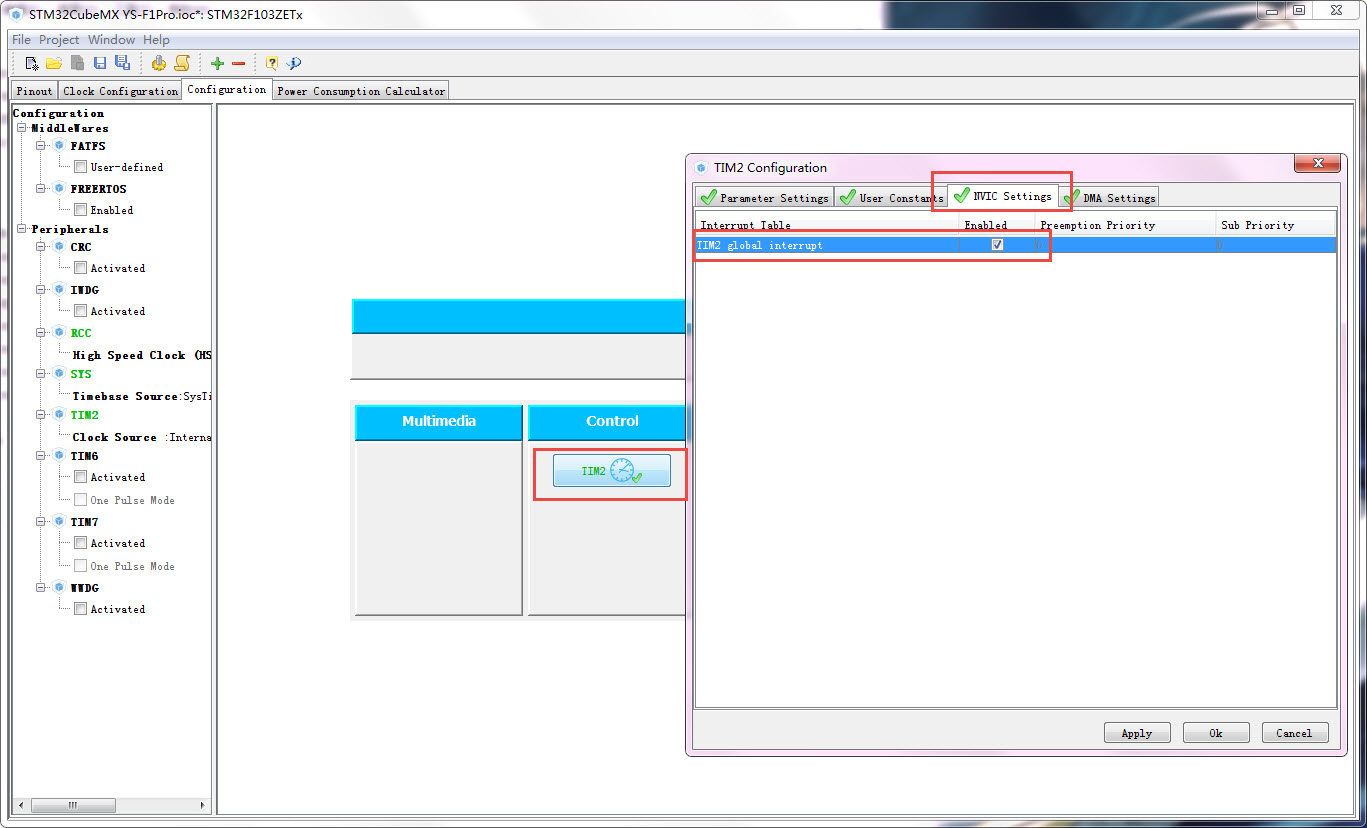 STM32CubeMX YS-F1Pro.ioc*: STM32F103ZETx
File Project Window Help
Pinout Clock Configuration Configuration Power Consumption Calculator
Configuration
MiddleWares
FATFS
User-defined
FREERTOS
Enabled
Peripherals
CRC
Activated
IWDG
Activated
RCC
High Speed Clock (HS
SYS
Timebase Source:SysTi
TIM2
Clock Source :Interna
TIM6
Activated
One Pulse Mode
TIM7
Activated
One Pulse Mode
WWDG
Activated
Multimedia
Control
TIM2
TIM2 Configuration
Parameter Settings User Constants NVIC Settings DMA Settings
Interrupt Table Enabled Preemption Priority Sub Priority
TIM2 global interrupt 0 0
Apply Ok Cancel